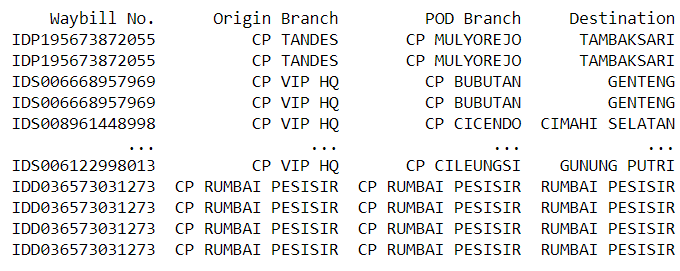 Waybill No. Origin Branch POD Branch Destination
IDP195673872055 CP TANDES CP MULYOREJO TAMBAKSARI
IDP195673872055 CP TANDES CP MULYOREJO TAMBAKSARI
IDS006668957969 CP VIP HQ CP BUBUTAN GENTENG
IDS006668957969 CP VIP HQ CP BUBUTAN GENTENG
IDS008961448998 CP VIP HQ CP CICENDO CIMAHI SELATAN
... ... ... ...
IDS006122998013 CP VIP HQ CP CILEUNGSI GUNUNG PUTRI
IDD036573031273 CP RUMBAI PESISIR CP RUMBAI PESISIR RUMBAI PESISIR
IDD036573031273 CP RUMBAI PESISIR CP RUMBAI PESISIR RUMBAI PESISIR
IDD036573031273 CP RUMBAI PESISIR CP RUMBAI PESISIR RUMBAI PESISIR
IDD036573031273 CP RUMBAI PESISIR CP RUMBAI PESISIR RUMBAI PESISIR